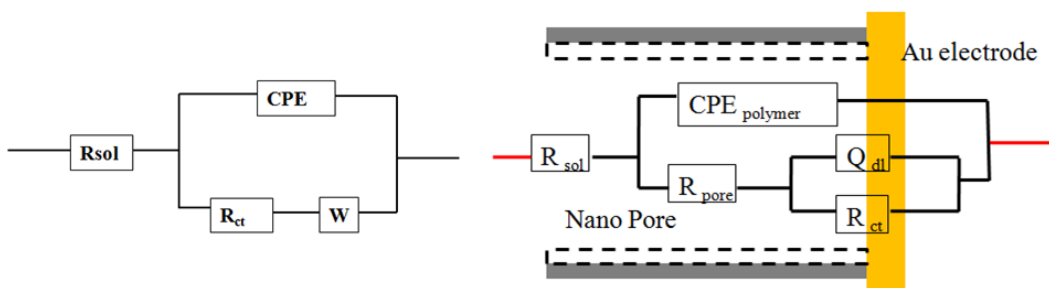 CPE
Rsol
Rct
W
Au electrode
CPE polymer
R sol
Q dl
R pore
R ct
Nano Pore